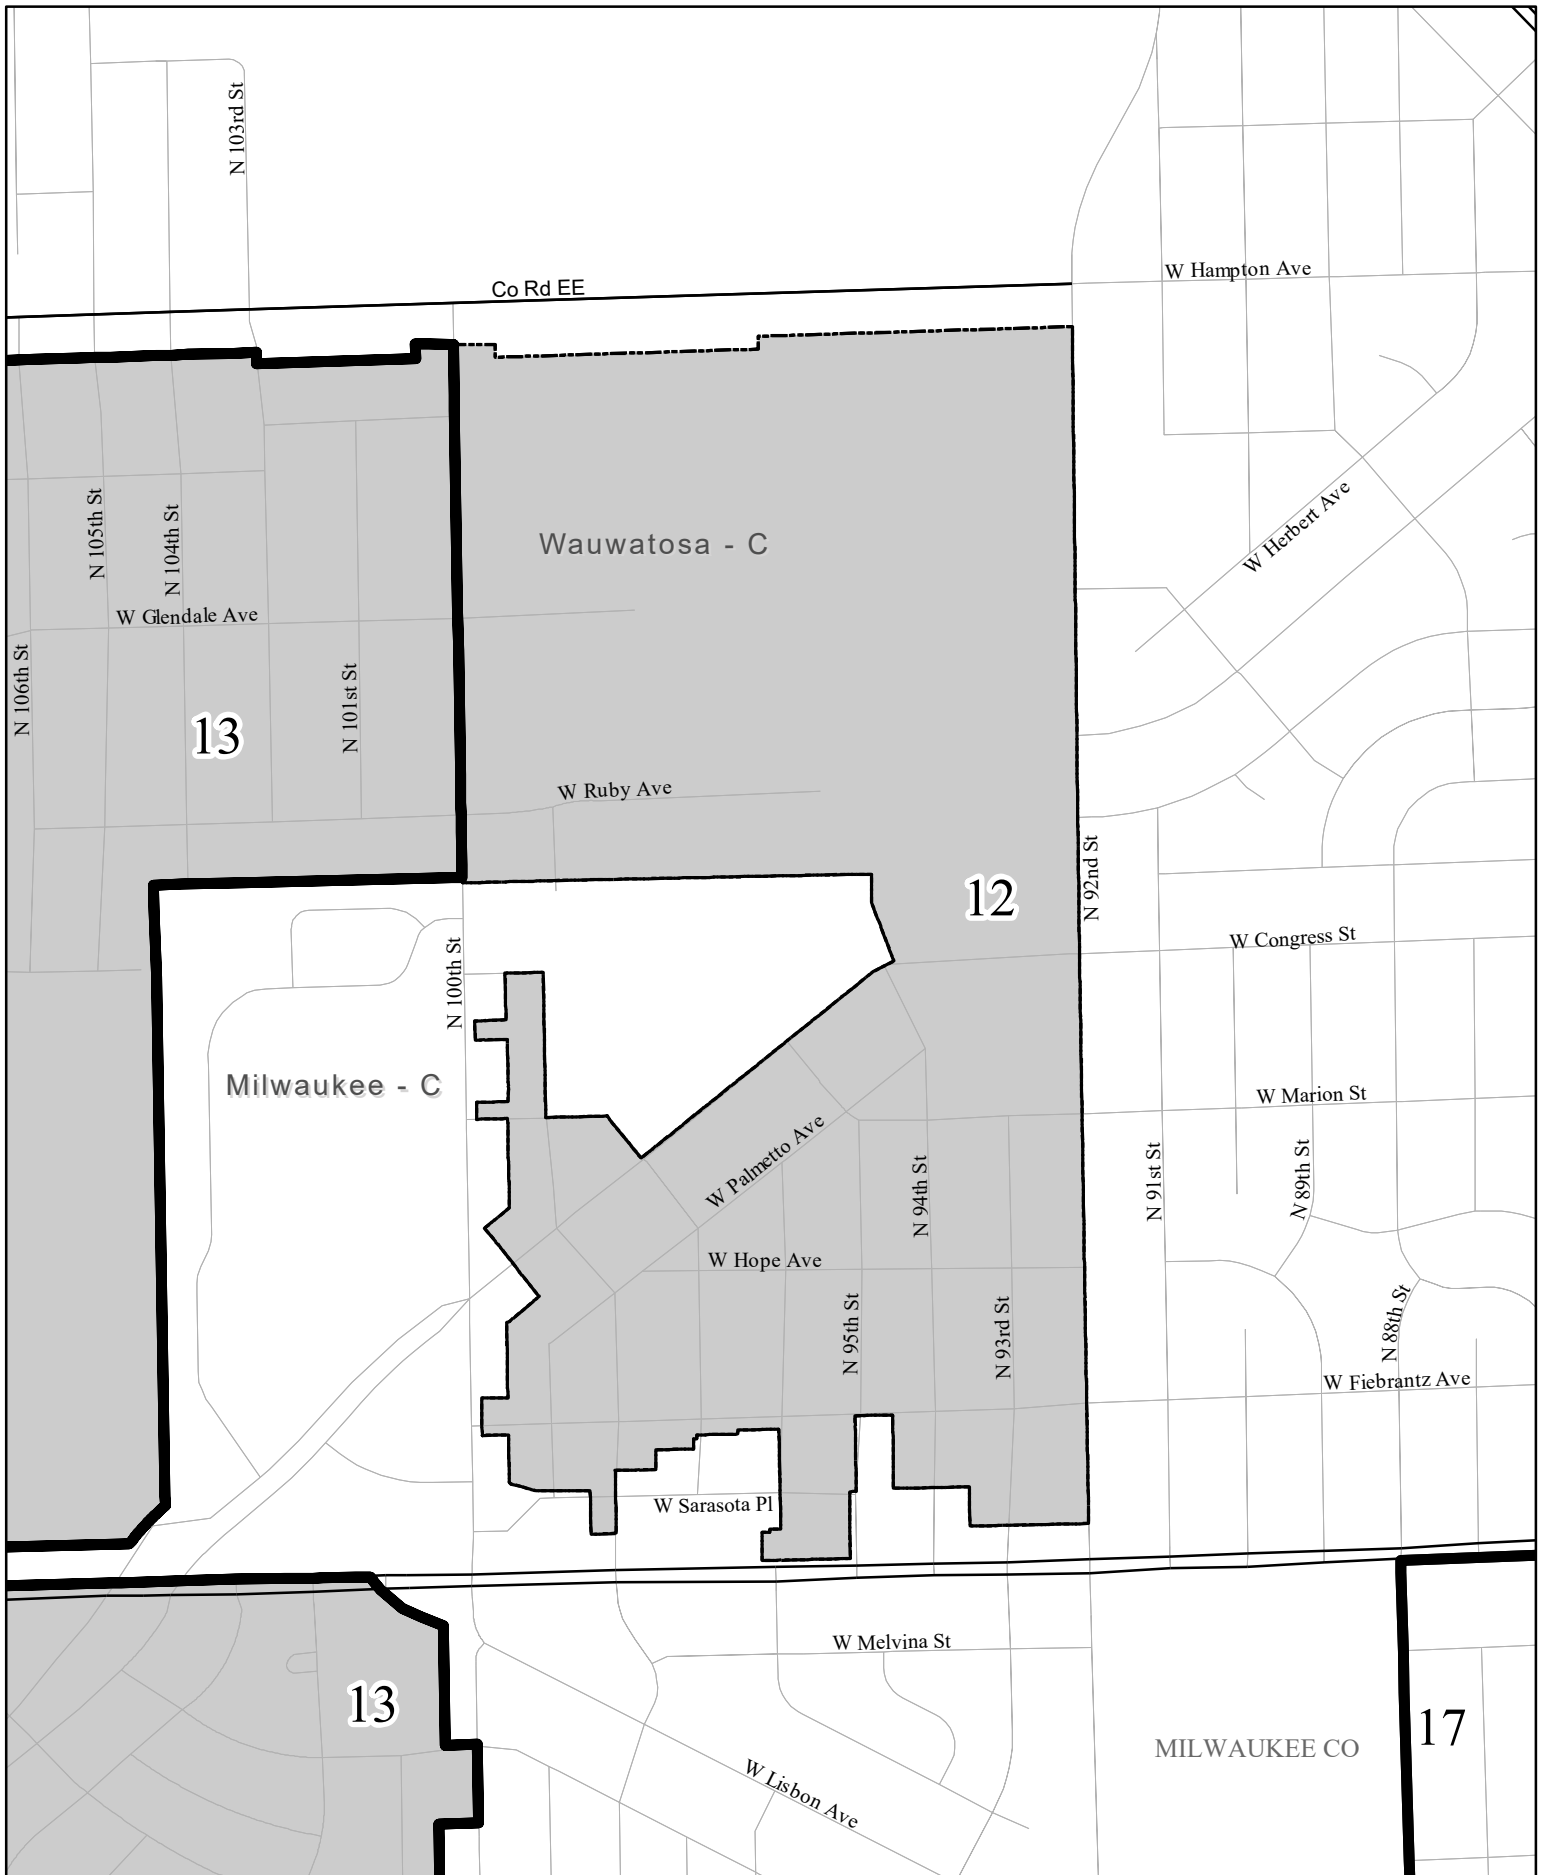 N 103rd St
W Hampton Ave
Co Rd EE
N 105th St
N 104th St
W Herbert Ave
Wauwatosa - C
W Glendale Ave
N 106th St
N 101st St
13
W Ruby Ave
N 92nd St
12
W Congress St
N 100th St
Milwaukee - C
W Marion St
W Palmetto Ave
N 94th St
N 91st St
N 89th St
W Hope Ave
N 95th St
N 93rd St
N 88th St
W Fiebrantz Ave
W Sarasota Pl
W Melvina St
13
17
MILWAUKEE CO
W Lisbon Ave